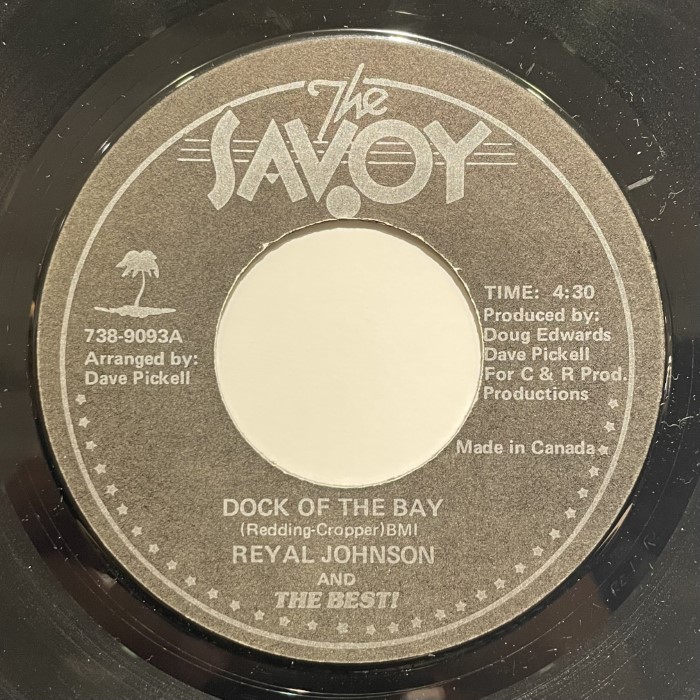 The
SAVOY
738-9093A
Arranged by:
Dave Pickell
TIME: 4:30
Produced by:
Doug Edwards
Dave Pickell
For C & R Prod.
Productions
Made in Canada
DOCK OF THE BAY
(Redding-Cropper)BMI
REYAL JOHNSON
AND
THE BEST!